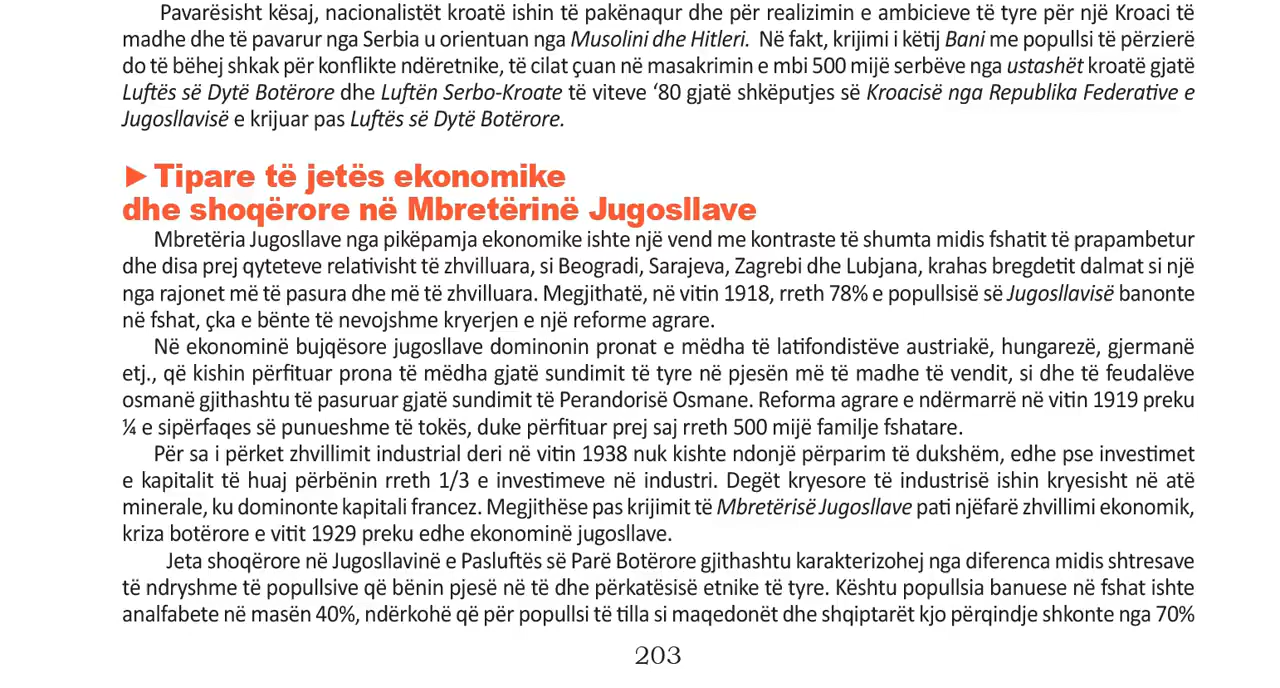 Pavarësisht kësaj, nacionalistët kroatë ishin të pakënaqur dhe për realizimin e ambicieve të tyre për një Kroaci të
madhe dhe të pavarur nga Serbia u orientuan nga Musolini dhe Hitleri. Në fakt, krijimi i këtij Bani me popullsi të përzierë
do të bëhej shkak për konflikte ndëretnike, të cilat çuan në masakrimin e mbi 500 mijë serbëve nga ustashët kroatë gjatë
Luftës së Dytë Botërore dhe Luftën Serbo-Kroate të viteve ‘80 gjatë shkëputjes së Kroacisë nga Republika Federative e
Jugosllavisë e krijuar pas Luftës së Dytë Botërore.
►Tipare të jetës ekonomike
dhe shoqërore në Mbretërinë Jugosllave
Mbretëria Jugosllave nga pikëpamja ekonomike ishte një vend me kontraste të shumta midis fshatit të prapambetur
dhe disa prej qyteteve relativisht të zhvilluara, si Beogradi, Sarajeva, Zagrebi dhe Lubjana, krahas bregdetit dalmat si një
nga rajonet më të pasura dhe më të zhvilluara. Megjithatë, në vitin 1918, rreth 78% e popullsisë së Jugosllavisë banonte
në fshat, çka e bënte të nevojshme kryerjen e një reforme agrare.
Në ekonominë bujqësore jugosllave dominonin pronat e mëdha të latifondistëve austriakë, hungarezë, gjermanë
etj., që kishin përfituar prona të mëdha gjatë sundimit të tyre në pjesën më të madhe të vendit, si dhe të feudalëve
osmanë gjithashtu të pasuruar gjatë sundimit të Perandorisë Osmane. Reforma agrare e ndërmarrë në vitin 1919 preku
¼ e sipërfaqes së punueshme të tokës, duke përfituar prej saj rreth 500 mijë familje fshatare.
Për sa i përket zhvillimit industrial deri në vitin 1938 nuk kishte ndonjë përparim të dukshëm, edhe pse investimet
e kapitalit të huaj përbënin rreth 1/3 e investimeve në industri. Degët kryesore të industrisë ishin kryesisht në atë
minerale, ku dominonte kapitali francez. Megjithëse pas krijimit të Mbretërisë Jugosllave pati njëfarë zhvillimi ekonomik,
kriza botërore e vitit 1929 preku edhe ekonominë jugosllave.
Jeta shoqërore në Jugosllavinë e Pasluftës së Parë Botërore gjithashtu karakterizohej nga diferenca midis shtresave
të ndryshme të popullsive që bënin pjesë në të dhe përkatësisë etnike të tyre. Kështu popullsia banuese në fshat ishte
analfabete në masën 40%, ndërkohë që për popullsi të tilla si maqedonët dhe shqiptarët kjo përqindje shkonte nga 70%
203